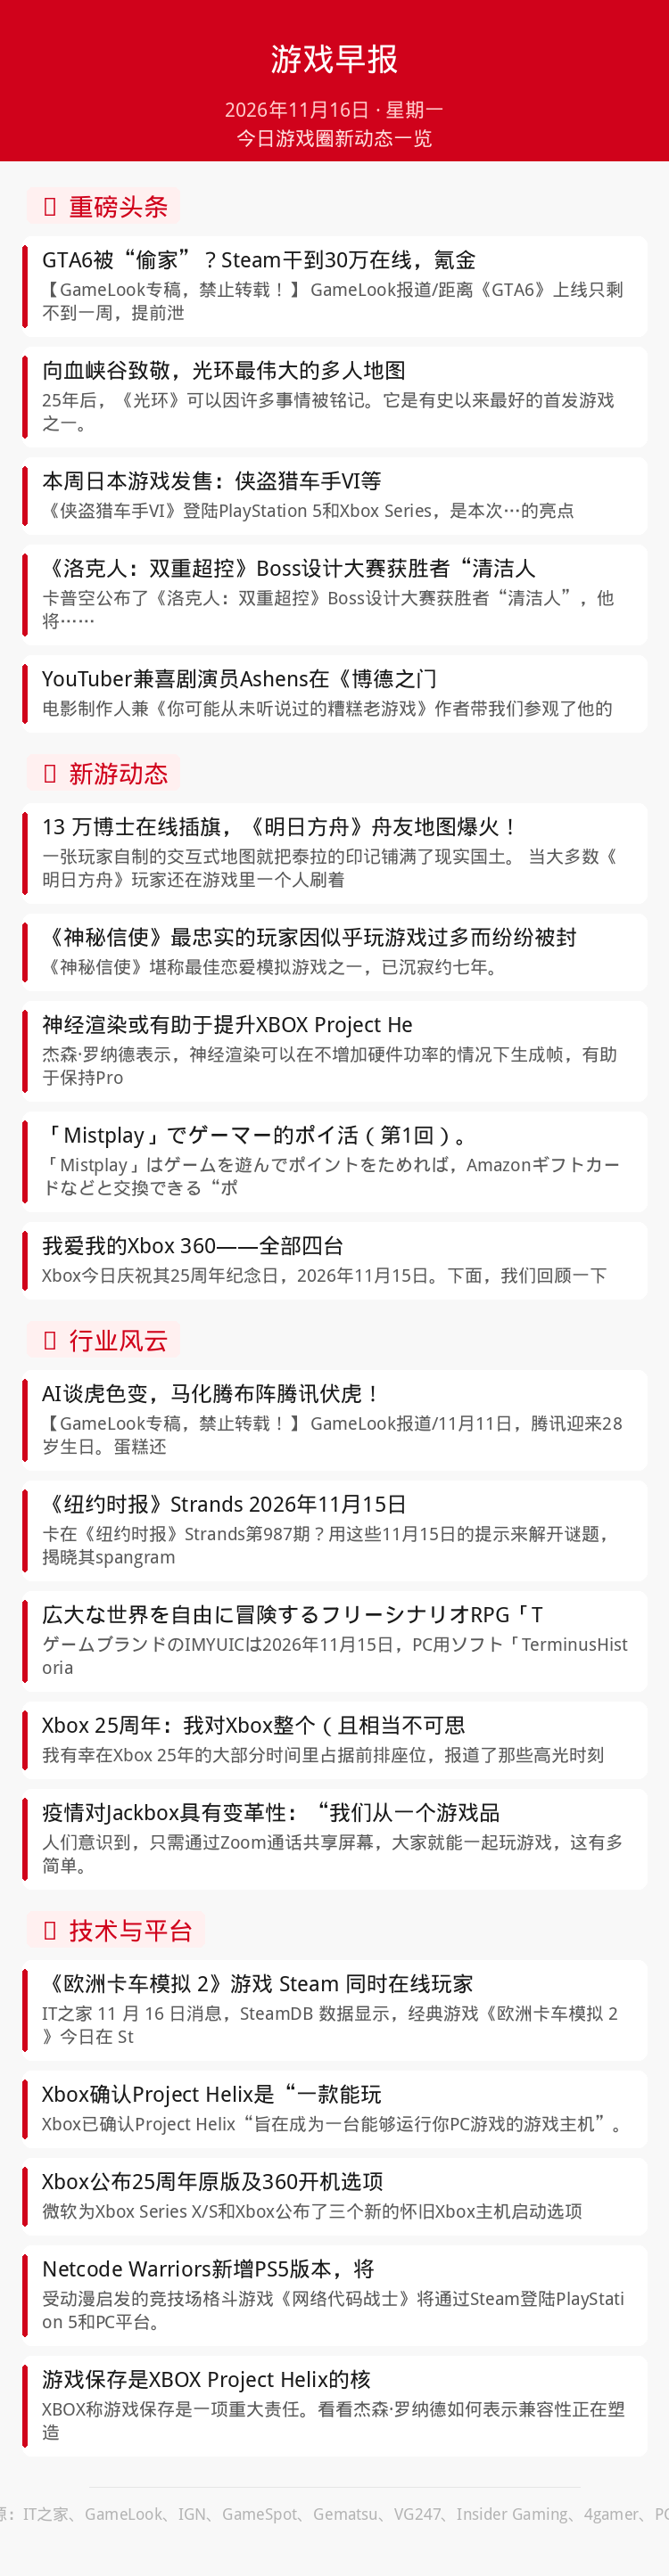 游戏早报
2026年11月16日 · 星期一
今日游戏圈新动态一览
重磅头条
GTA6被“偷家”？Steam干到30万在线，氪金
【GameLook专稿，禁止转载！】GameLook报道/距离《GTA6》上线只剩
不到一周，提前泄
向血峡谷致敬，光环最伟大的多人地图
25年后，《光环》可以因许多事情被铭记。它是有史以来最好的首发游戏
之一。
本周日本游戏发售：侠盗猎车手VI等
《侠盗猎车手VI》登陆PlayStation 5和Xbox Series，是本次…的亮点
《洛克人：双重超控》Boss设计大赛获胜者“清洁人
卡普空公布了《洛克人：双重超控》Boss设计大赛获胜者“清洁人”，他
将……
YouTuber兼喜剧演员Ashens在《博德之门
电影制作人兼《你可能从未听说过的糟糕老游戏》作者带我们参观了他的
新游动态
13 万博士在线插旗，《明日方舟》舟友地图爆火！
一张玩家自制的交互式地图就把泰拉的印记铺满了现实国土。 当大多数《
明日方舟》玩家还在游戏里一个人刷着
《神秘信使》最忠实的玩家因似乎玩游戏过多而纷纷被封
《神秘信使》堪称最佳恋爱模拟游戏之一，已沉寂约七年。
神经渲染或有助于提升XBOX Project He
杰森·罗纳德表示，神经渲染可以在不增加硬件功率的情况下生成帧，有助
于保持Pro
「Mistplay」でゲーマー的ポイ活（第1回）。
「Mistplay」はゲームを遊んでポイントをためれば，Amazonギフトカー
ドなどと交換できる“ポ
我爱我的Xbox 360——全部四台
Xbox今日庆祝其25周年纪念日，2026年11月15日。下面，我们回顾一下
行业风云
AI谈虎色变，马化腾布阵腾讯伏虎！
【GameLook专稿，禁止转载！】GameLook报道/11月11日，腾讯迎来28
岁生日。蛋糕还
《纽约时报》Strands 2026年11月15日
卡在《纽约时报》Strands第987期？用这些11月15日的提示来解开谜题，
揭晓其spangram
広大な世界を自由に冒険するフリーシナリオRPG「T
ゲームブランドのIMYUICは2026年11月15日，PC用ソフト「TerminusHist
oria
Xbox 25周年：我对Xbox整个（且相当不可思
我有幸在Xbox 25年的大部分时间里占据前排座位，报道了那些高光时刻
疫情对Jackbox具有变革性：“我们从一个游戏品
人们意识到，只需通过Zoom通话共享屏幕，大家就能一起玩游戏，这有多
简单。
技术与平台
《欧洲卡车模拟 2》游戏 Steam 同时在线玩家
IT之家 11 月 16 日消息，SteamDB 数据显示，经典游戏《欧洲卡车模拟 2
》今日在 St
Xbox确认Project Helix是“一款能玩
Xbox已确认Project Helix“旨在成为一台能够运行你PC游戏的游戏主机”。
Xbox公布25周年原版及360开机选项
微软为Xbox Series X/S和Xbox公布了三个新的怀旧Xbox主机启动选项
Netcode Warriors新增PS5版本，将
受动漫启发的竞技场格斗游戏《网络代码战士》将通过Steam登陆PlayStati
on 5和PC平台。
游戏保存是XBOX Project Helix的核
XBOX称游戏保存是一项重大责任。看看杰森·罗纳德如何表示兼容性正在塑
造
源：IT之家、GameLook、IGN、GameSpot、Gematsu、VG247、Insider Gaming、4gamer、PC